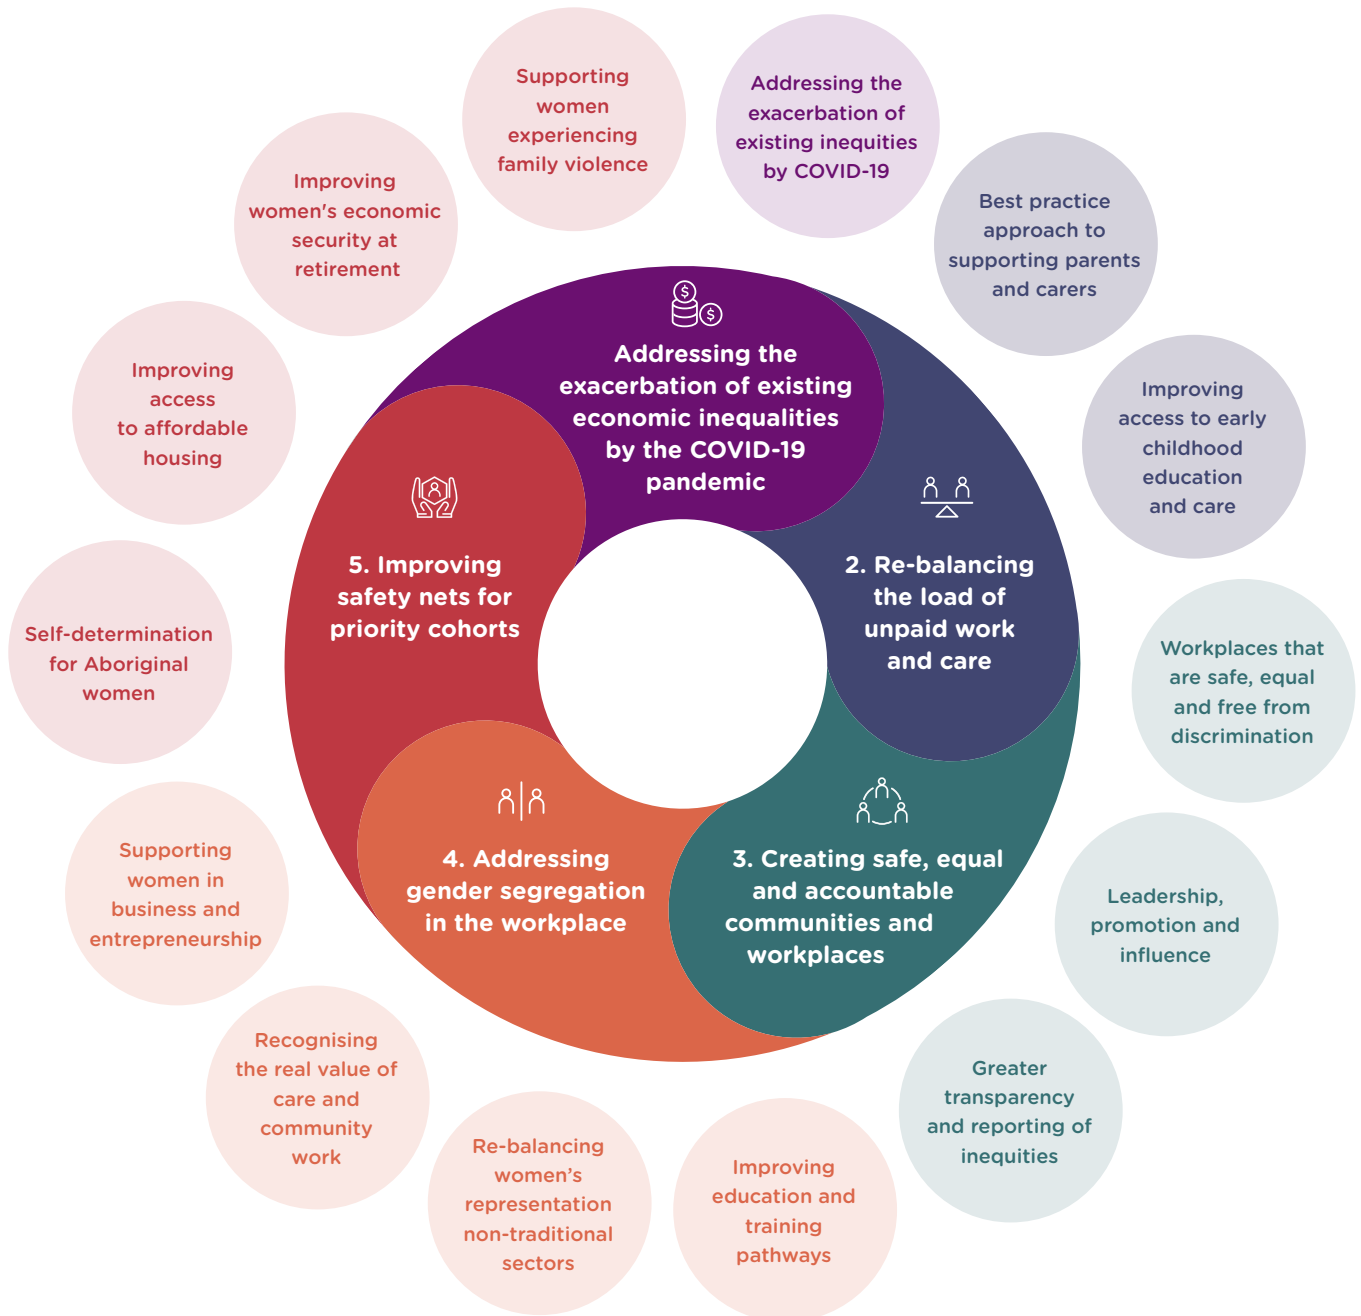 Supporting
women
experiencing
family violence
Addressing the
exacerbation of
existing inequities
by COVID-19
Best practice
approach to
supporting parents
and carers
Improving
access to early
childhood
education
and care
Workplaces that
are safe, equal
and free from
discrimination
Leadership,
promotion and
influence
Greater
transparency
and reporting of
inequities
Improving
education and
training
pathways
Re-balancing
women’s
representation
non-traditional
sectors
Recognising
the real value of
care and
community
work
Supporting
women in
business and
entrepreneurship
Self-determination
for Aboriginal
women
Improving
access
to affordable
housing
Improving
women's economic
security at
retirement
$
$
Addressing the
exacerbation of existing
economic inequalities
by the COVID-19
pandemic
2. Re-balancing
the load of
unpaid work
and care
3. Creating safe, equal
and accountable
communities and
workplaces
4. Addressing
gender segregation
in the workplace
5. Improving
safety nets for
priority cohorts